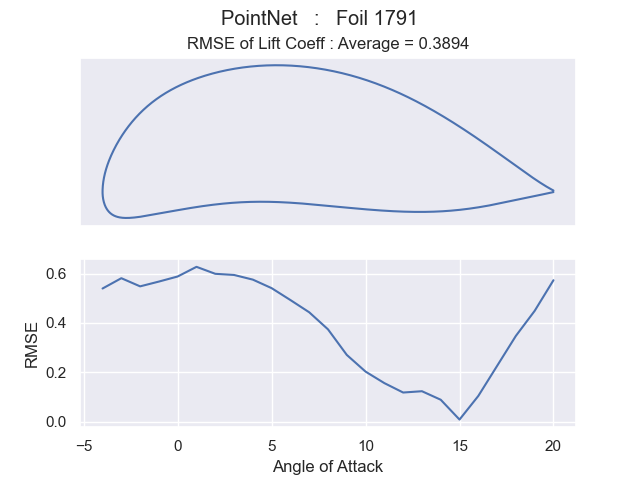 PointNet : Foil 1791
RMSE of Lift Coeff : Average = 0.3894
0.6
0.4
0.2
0.0
RMSE
−5 0 5 10 15 20
Angle of Attack